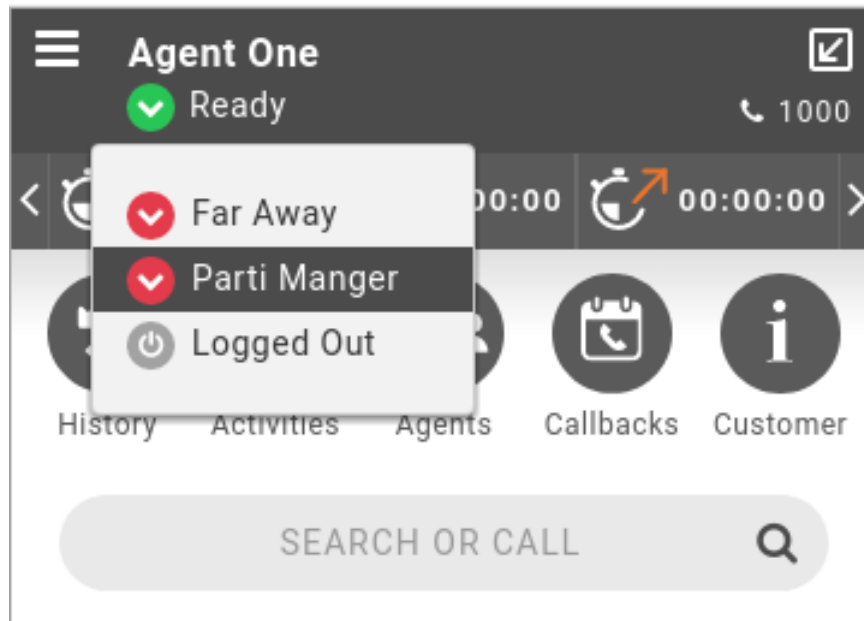 Agent One
Ready
1000
Far Away
00:00
00:00:00
Parti Manger
Logged Out
History
Activities
Agents
Callbacks
Customer
SEARCH OR CALL